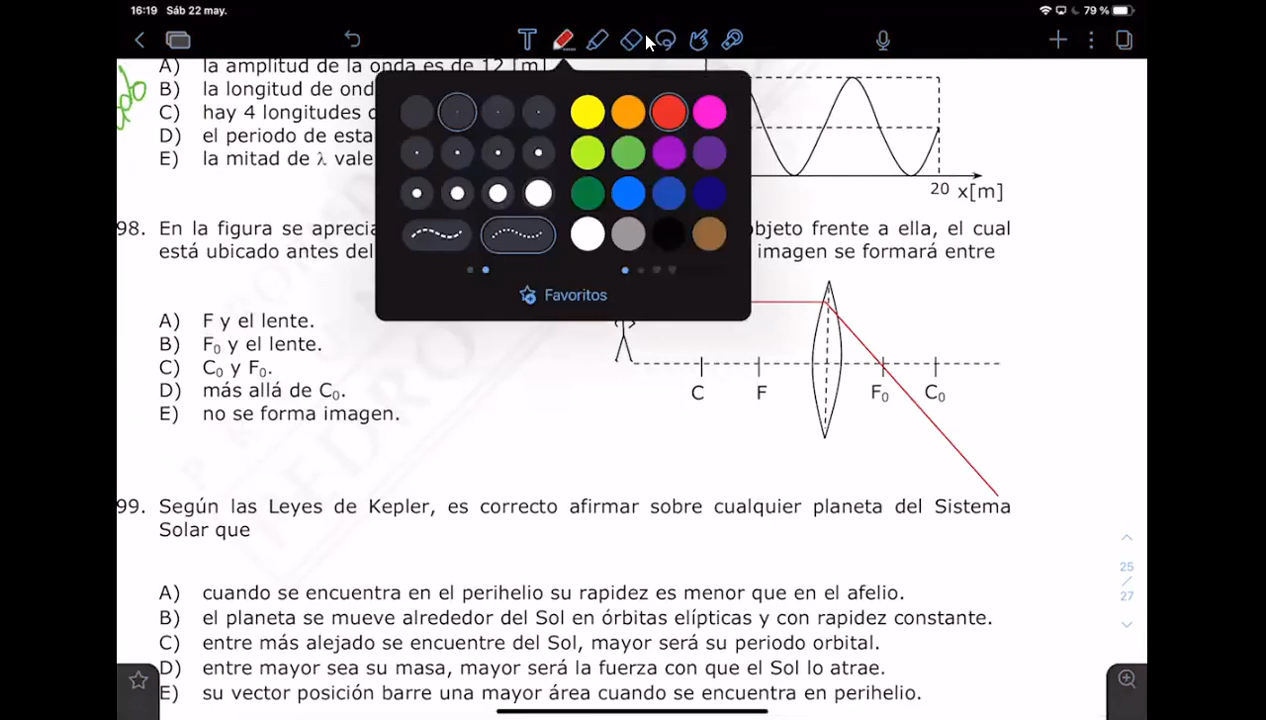 16:19 Sáb 22 may. 79 %
A) la amplitud de la onda es de 12 [m]
B) la longitud de ond
C) hay 4 longitudes
D) el periodo de esta
E) la mitad de λ vale
20 x[m]
98. En la figura se aprecia objeto frente a ella, el cual
está ubicado antes del imagen se formará entre
Favoritos
A) F y el lente.
B) F₀ y el lente.
C) C₀ y F₀.
D) más allá de C₀.
E) no se forma imagen.
C F F₀ C₀
99. Según las Leyes de Kepler, es correcto afirmar sobre cualquier planeta del Sistema
Solar que
A) cuando se encuentra en el perihelio su rapidez es menor que en el afelio.
B) el planeta se mueve alrededor del Sol en órbitas elípticas y con rapidez constante.
C) entre más alejado se encuentre del Sol, mayor será su periodo orbital.
D) entre mayor sea su masa, mayor será la fuerza con que el Sol lo atrae.
E) su vector posición barre una mayor área cuando se encuentra en perihelio.
25
/
27